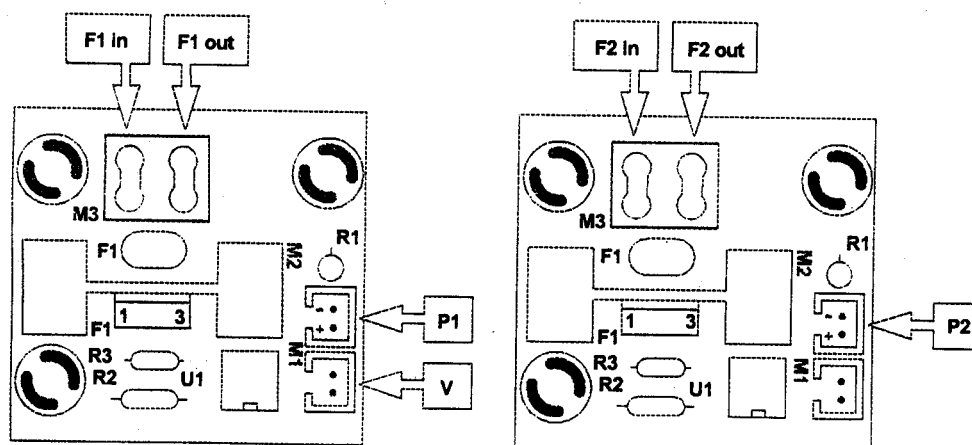 F1 in
F1 out
M3
F1
R1
M2
1
3
F1
- +
P1
R3
R2
U1
M1
V
F2 in
F2 out
M3
F1
R1
M2
1
3
F1
- +
P2
R3
R2
U1
M1